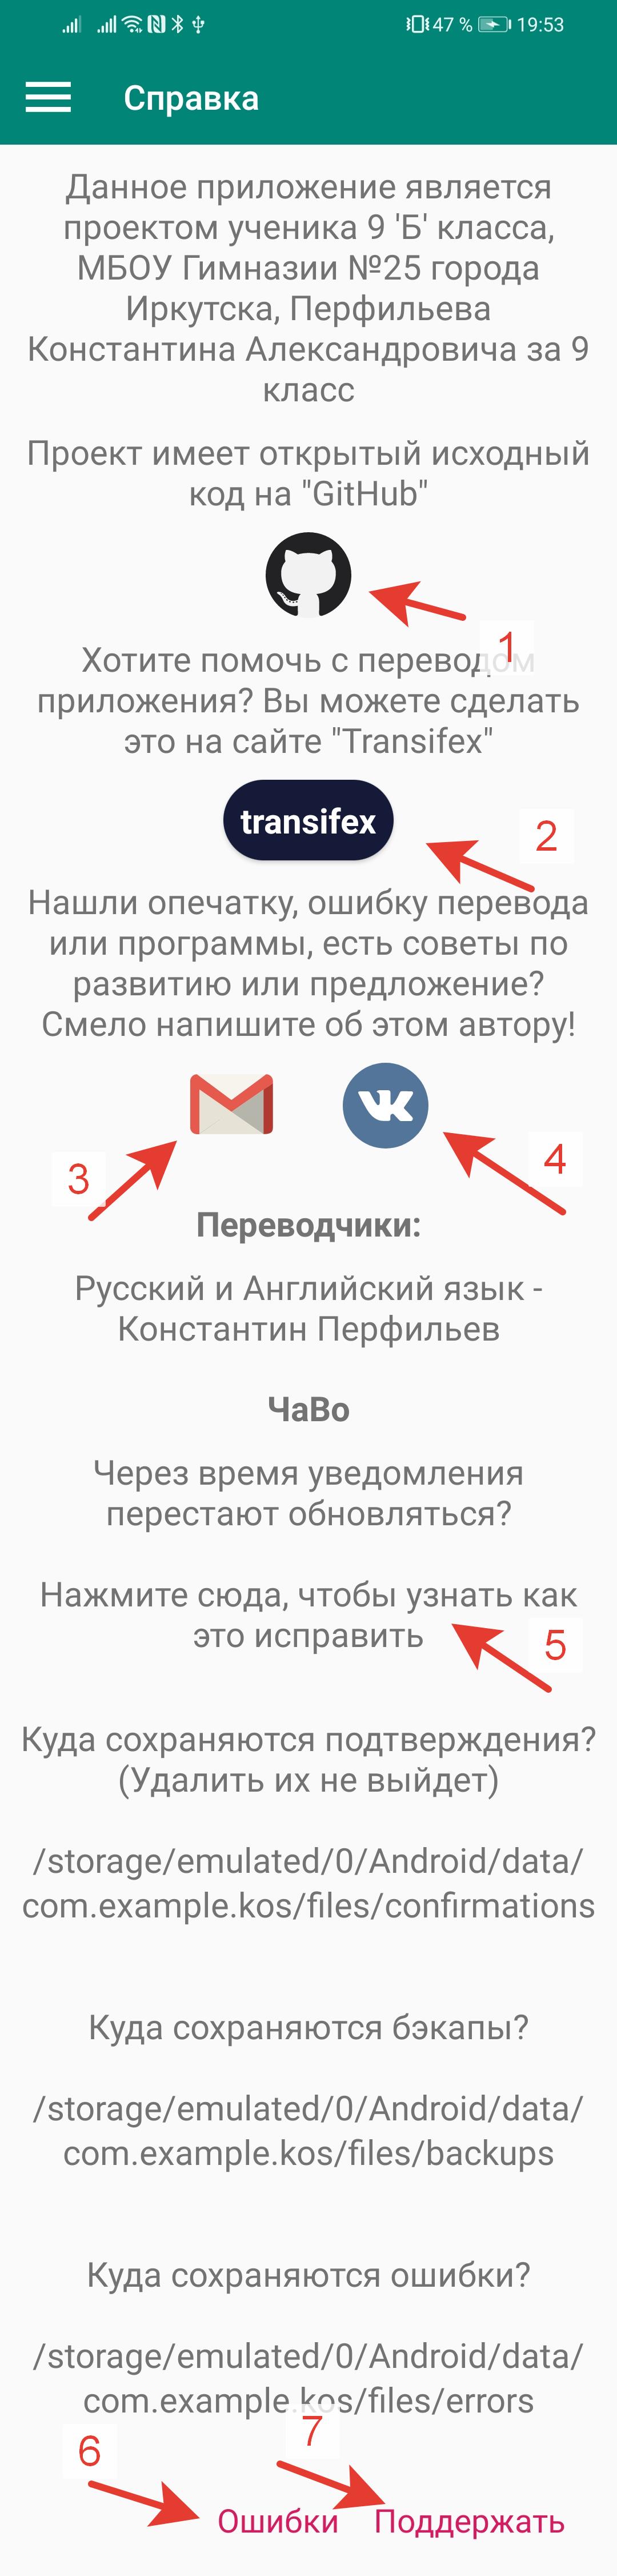 47 % 19:53
Справка
Данное приложение является
проектом ученика 9 'Б' класса,
МБОУ Гимназии №25 города
Иркутска, Перфильева
Константина Александровича за 9
класс
Проект имеет открытый исходный
код на "GitHub"
1
Хотите помочь с переводом
приложения? Вы можете сделать
это на сайте "Transifex"
transifex
2
Нашли опечатку, ошибку перевода
или программы, есть советы по
развитию или предложение?
Смело напишите об этом автору!
3
4
Переводчики:
Русский и Английский язык -
Константин Перфильев
ЧаВо
Через время уведомления
перестают обновляться?
Нажмите сюда, чтобы узнать как
это исправить
5
Куда сохраняются подтверждения?
(Удалить их не выйдет)
/storage/emulated/0/Android/data/
com.example.kos/files/confirmations
Куда сохраняются бэкапы?
/storage/emulated/0/Android/data/
com.example.kos/files/backups
Куда сохраняются ошибки?
/storage/emulated/0/Android/data/
com.example.kos/files/errors
6
7
Ошибки Поддержать